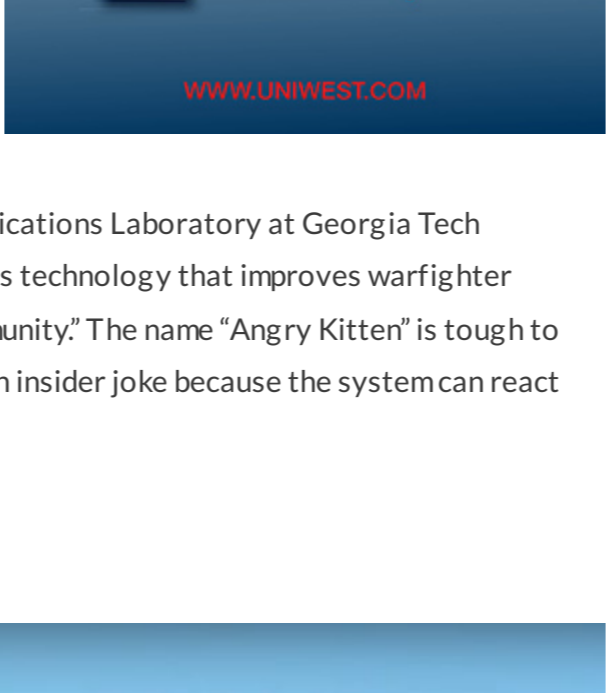 WWW.UNIWEST.COM
ications Laboratory at Georgia Tech
s technology that improves warfighter
unity.” The name “Angry Kitten” is tough to
n insider joke because the system can react